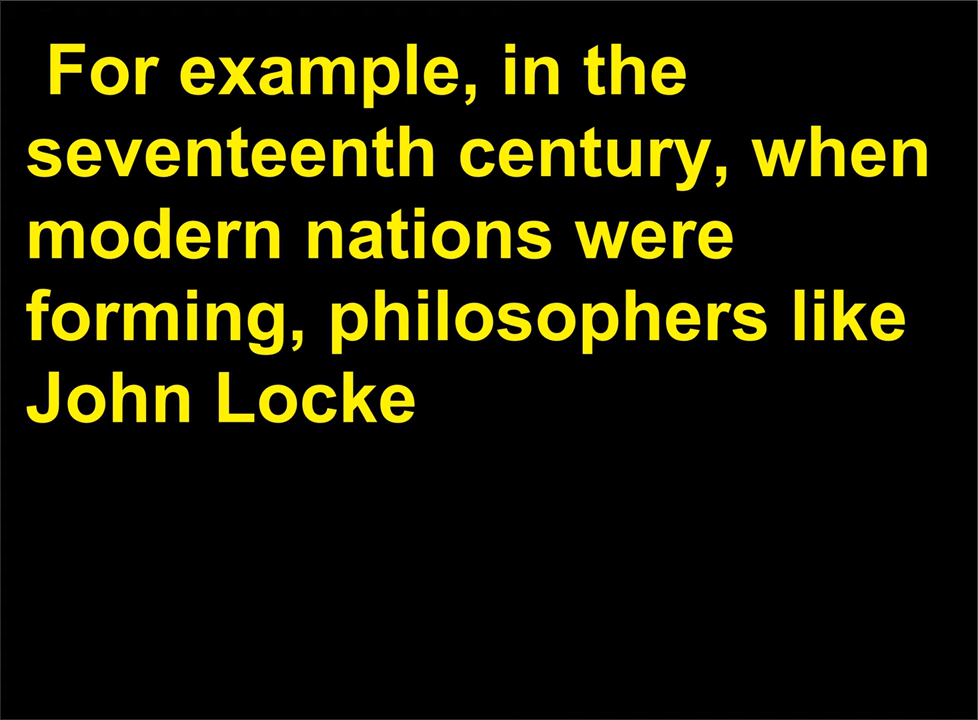 For example, in the
seventeenth century, when
modern nations were
forming, philosophers like
John Locke